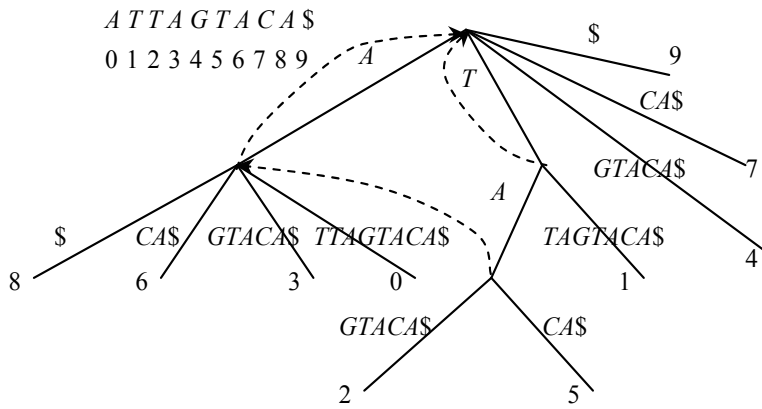 A T T A G T A C A $
0 1 2 3 4 5 6 7 8 9
$
9
A
T
CA$
7
GTACA$
4
A
$
CA$
GTACA$
TTAGTACA$
TAGTACA$
8
6
3
0
1
GTACA$
CA$
2
5